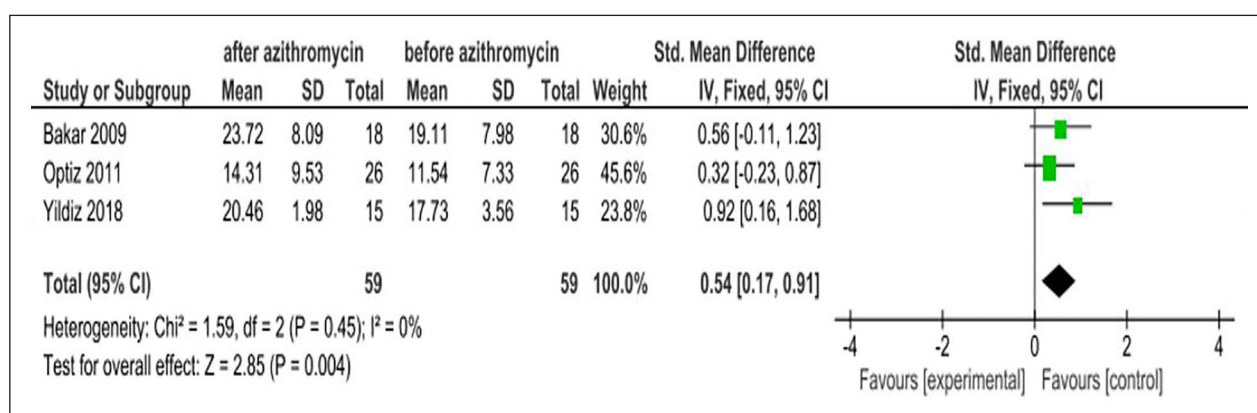 after azithromycin before azithromycin Std. Mean Difference Std. Mean Difference
Study or Subgroup Mean SD Total Mean SD Total Weight IV, Fixed, 95% CI IV, Fixed, 95% CI
Bakar 2009 23.72 8.09 18 19.11 7.98 18 30.6% 0.56 [-0.11, 1.23]
Optiz 2011 14.31 9.53 26 11.54 7.33 26 45.6% 0.32 [-0.23, 0.87]
Yildiz 2018 20.46 1.98 15 17.73 3.56 15 23.8% 0.92 [0.16, 1.68]
Total (95% CI) 59 59 100.0% 0.54 [0.17, 0.91]
Heterogeneity: Chi² = 1.59, df = 2 (P = 0.45); I² = 0%
Test for overall effect: Z = 2.85 (P = 0.004)
-4 -2 0 2 4
Favours [experimental] Favours [control]